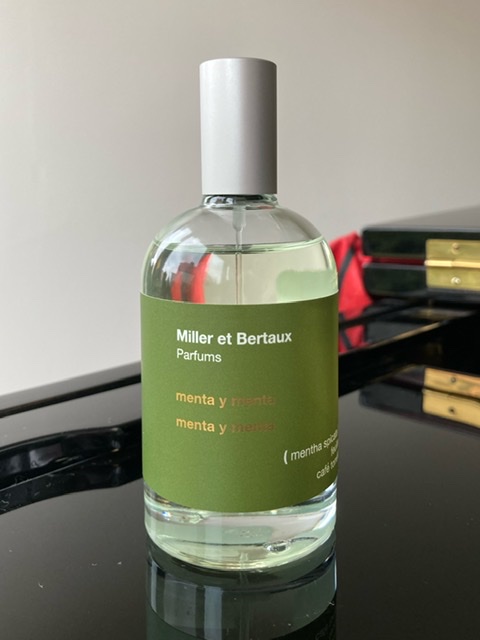 Miller et Bertaux
Parfums
menta y menta
menta y menta
( mentha
café